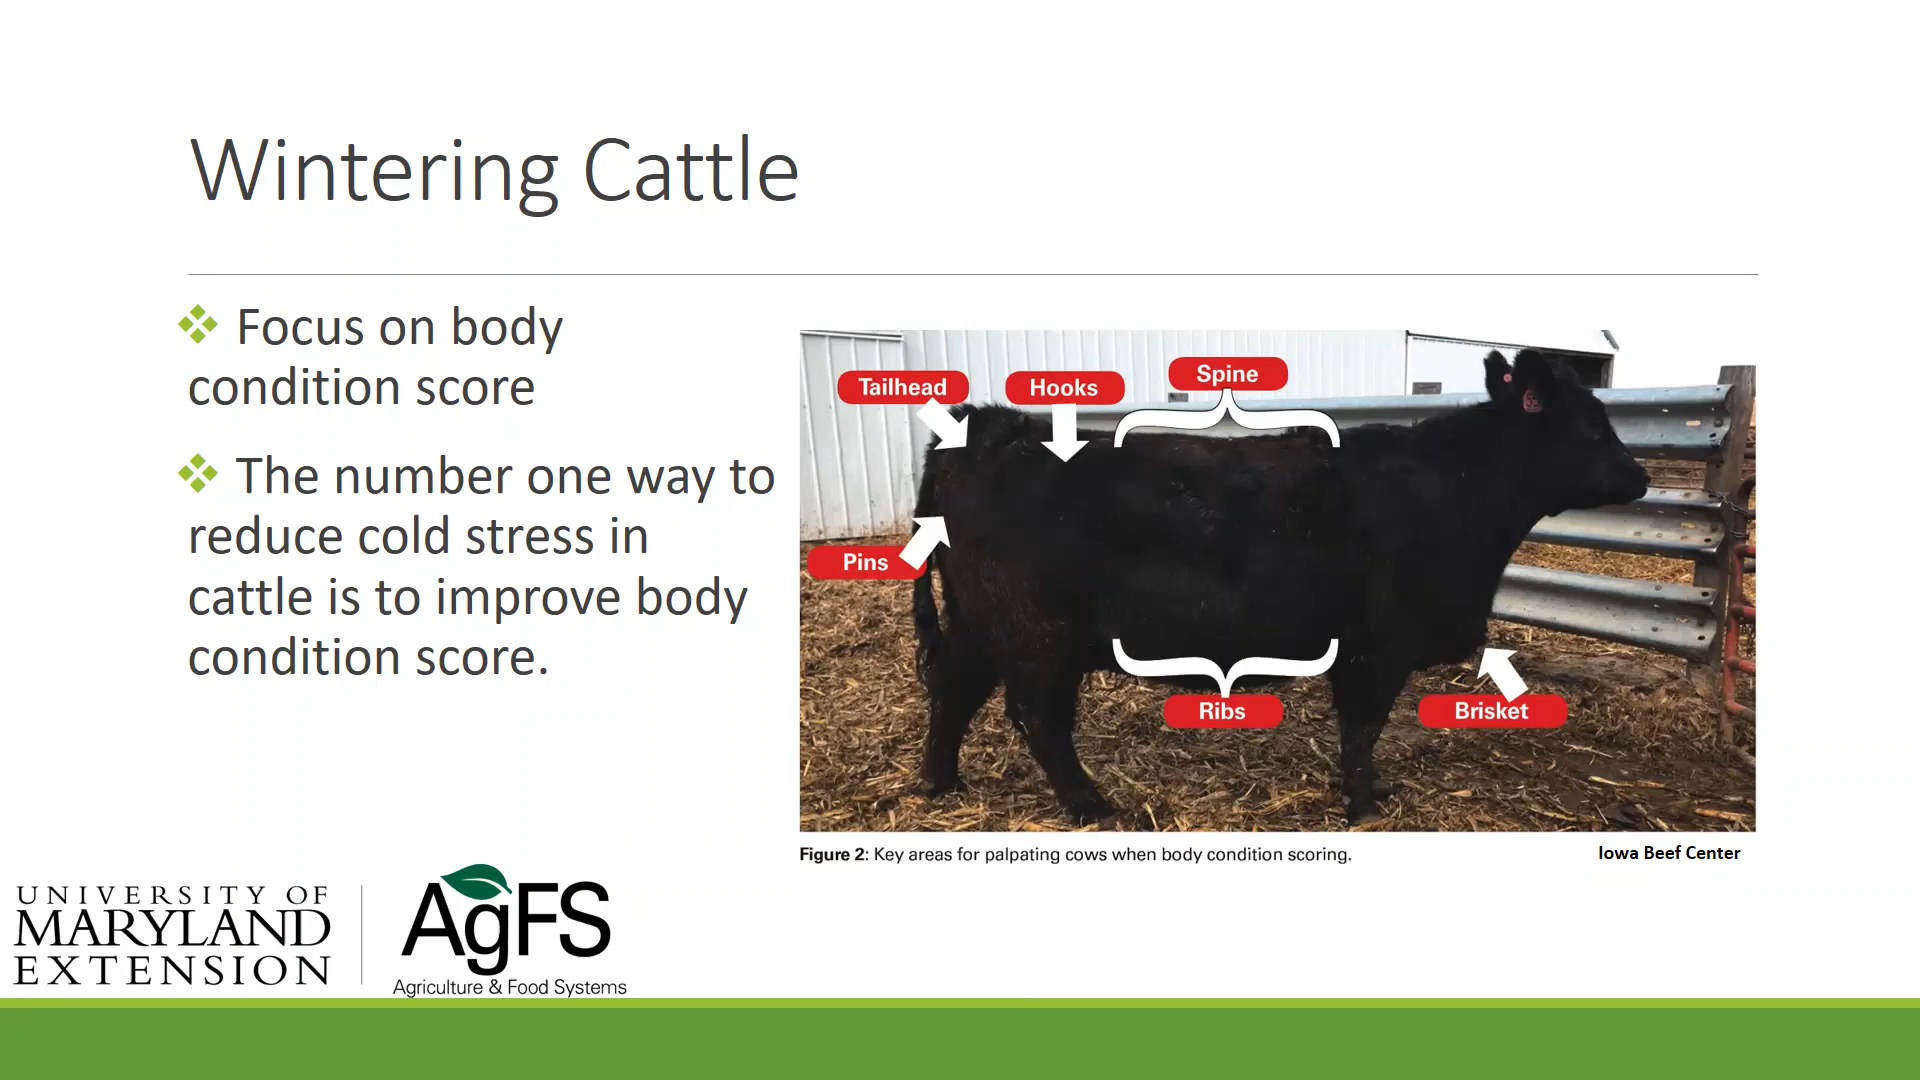 Wintering Cattle
Focus on body
condition score
The number one way to
reduce cold stress in
cattle is to improve body
condition score.
Tailhead
Hooks
Spine
Pins
Ribs
Brisket
Figure 2: Key areas for palpating cows when body condition scoring.
Iowa Beef Center
UNIVERSITY OF
MARYLAND
EXTENSION
AgFS
Agriculture & Food Systems